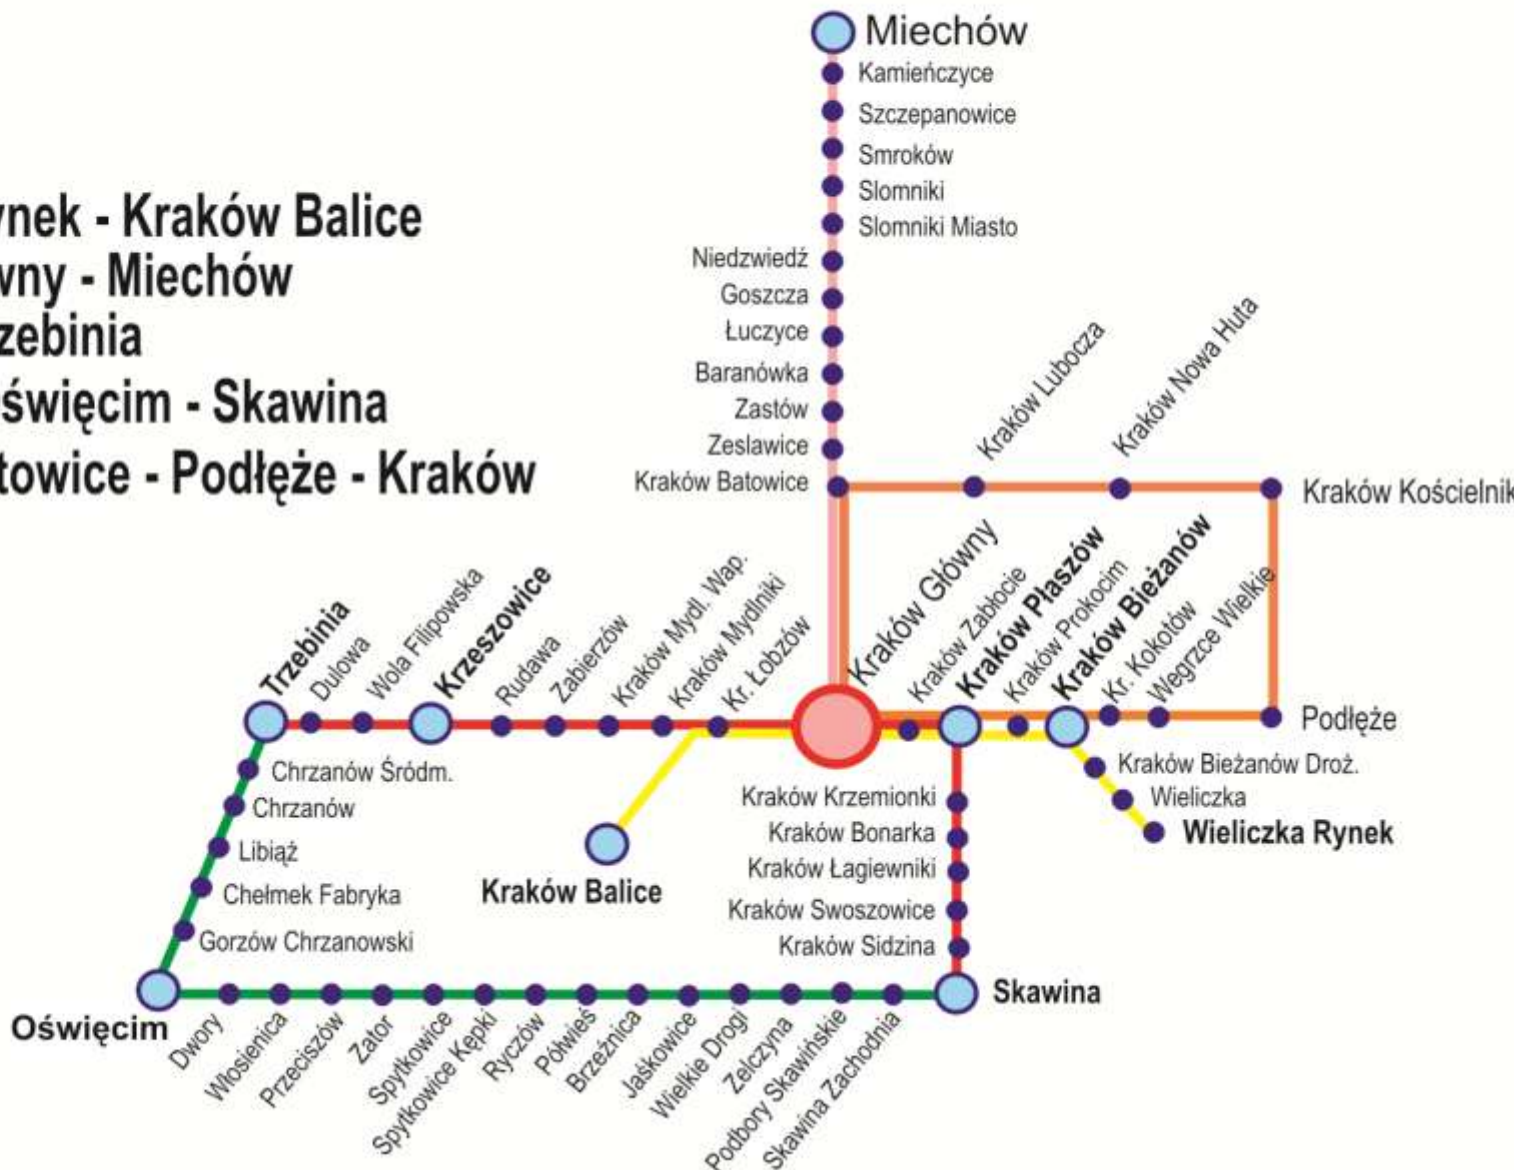 Miechów
Kamieńczyce
Szczepanowice
Smroków
Slomniki
Slomniki Miasto
Niedzwiedź
Goszcza
Łuczyce
Baranówka
Zastów
Zeslawice
Kraków Batowice
ynek - Kraków Balice
wny - Miechów
zebinia
święcim - Skawina
towice - Podłęże - Kraków
Kraków Lubocza
Kraków Nowa Huta
Kraków Kościelnik
Trzebinia
Dulowa
Wola Filipowska
Krzeszowice
Rudawa
Zabierzów
Kraków Mydl. Wap.
Kraków Mydlniki
Kr. Łobzów
Kraków Główny
Kraków Zabłocie
Kraków Płaszów
Kraków Prokocim
Kraków Bieżanów
Kr. Kokotów
Węgrzce Wielkie
Podłęże
Chrzanów Śródm.
Chrzanów
Libiąż
Chełmek Fabryka
Gorzów Chrzanowski
Oświęcim
Kraków Balice
Kraków Krzemionki
Kraków Bonarka
Kraków Łagiewniki
Kraków Swoszowice
Kraków Sidzina
Skawina
Kraków Bieżanów Droż.
Wieliczka
Wieliczka Rynek
Dwory
Włosienica
Przeciszów
Zator
Spytkowice
Spytkowice Kępki
Ryczów
Półwieś
Brzeźnica
Jaśkowice
Wielkie Drogi
Zelczyna
Podbory Skawińskie
Skawina Zachodnia